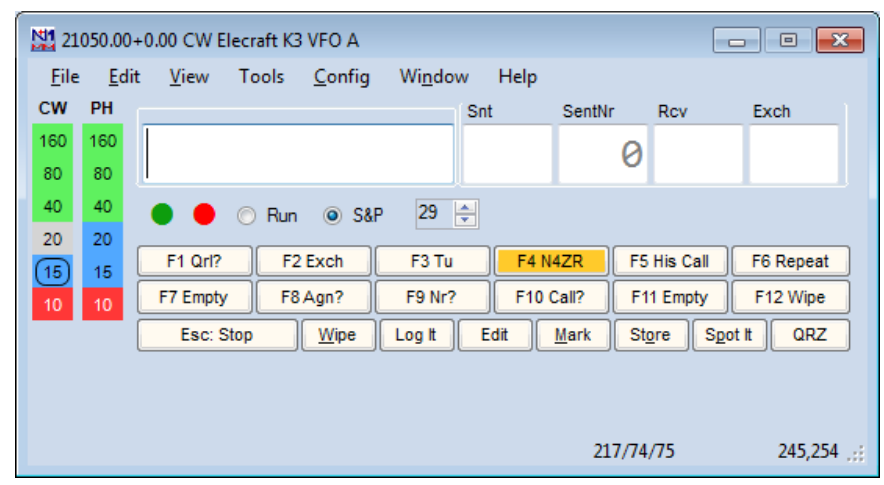 N1 MM 21050.00+0.00 CW Elecraft K3 VFO A
File Edit View Tools Config Window Help
CW PH Snt SentNr Rcv Exch
160 160
0
80 80
40 40 Run S&P 29
20 20
F1 Qrl? F2 Exch F3 Tu F4 N4ZR F5 His Call F6 Repeat
15 15
F7 Empty F8 Agn? F9 Nr? F10 Call? F11 Empty F12 Wipe
10 10
Esc: Stop Wipe Log It Edit Mark Store Spot It QRZ
217/74/75 245,254